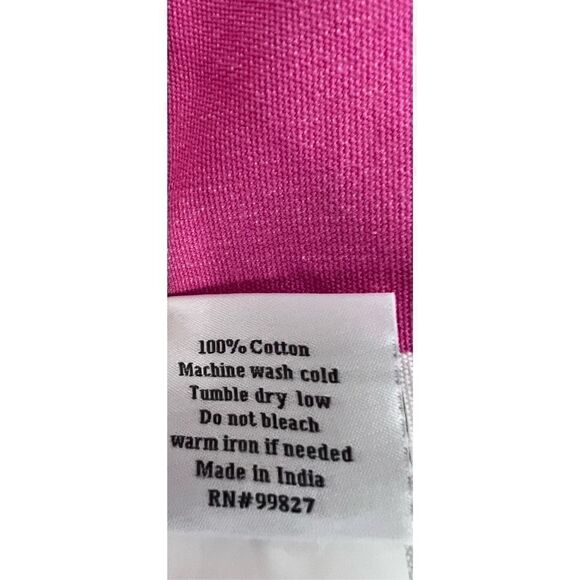 100% Cotton
Machine wash cold
Tumble dry low
Do not bleach
warm iron if needed
Made in India
RN#99827